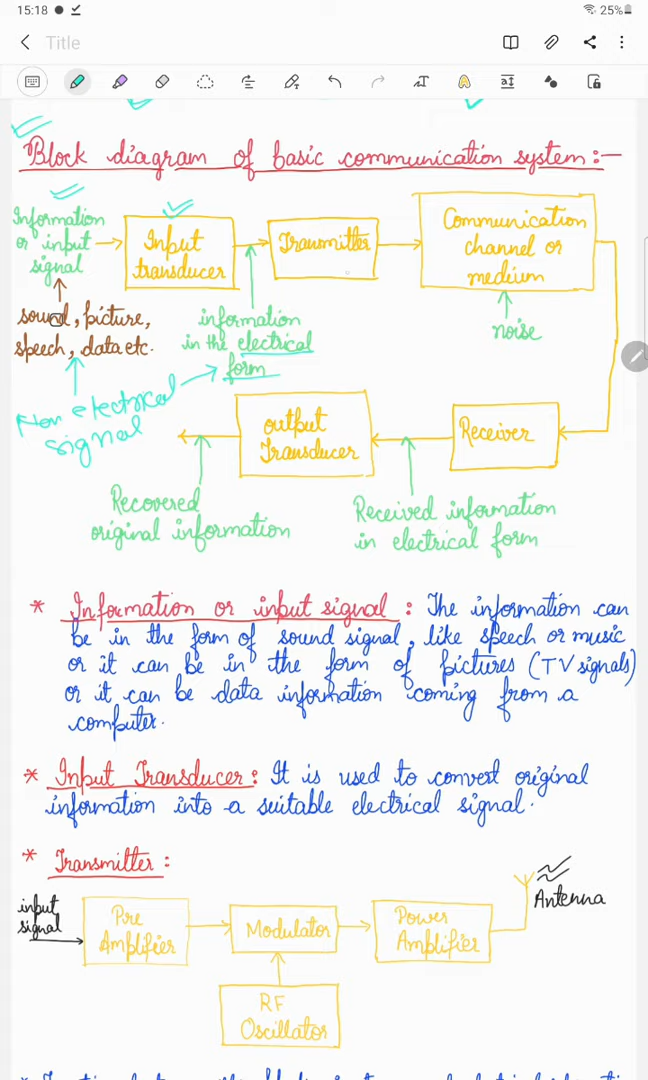 15:18
25%
Title
Block diagram of basic communication system:-
Information
or input
signal
Input
transducer
Transmitter
Communication
channel or
medium
sound, picture,
speech, data etc.
information
in the electrical
form
noise
Non electrical
signal
output
Transducer
Receiver
Recovered
original information
Received information
in electrical form
* Information or input signal : The information can
be in the form of sound signal, like speech or music
or it can be in the form of pictures (TV signals)
or it can be data information coming from a
computer.
* Input Transducer: It is used to convert original
information into a suitable electrical signal.
* Transmitter:
input
signal
Pre
Amplifier
Modulator
Power
Amplifier
Antenna
RF
Oscillator